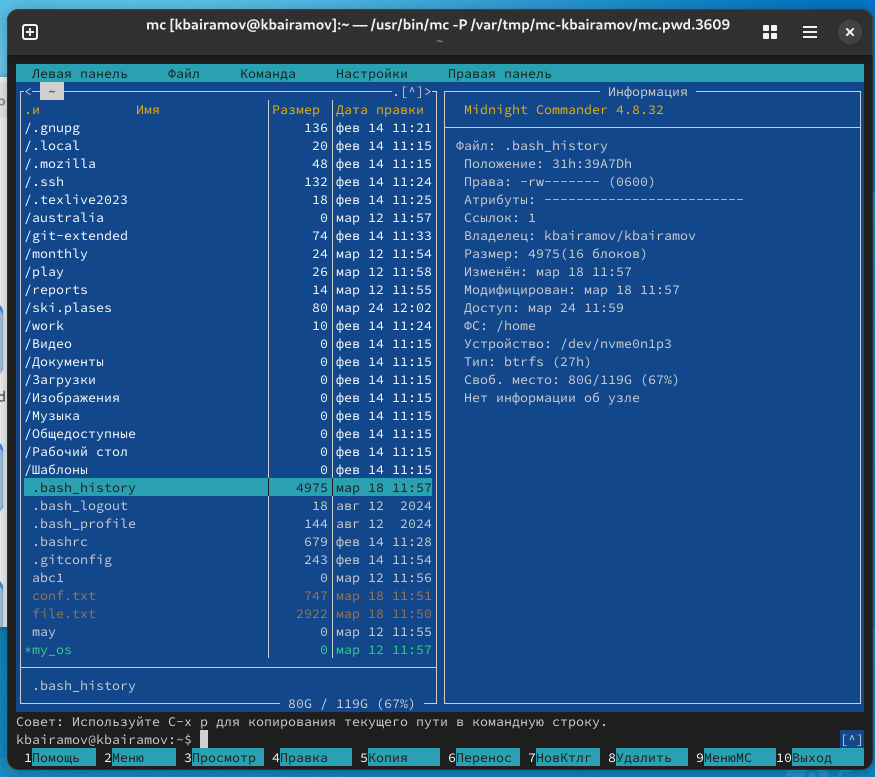 mc [kbairamov@kbairamov]:~ — /usr/bin/mc -P /var/tmp/mc-kbairamov/mc.pwd.3609
~
Левая панель Файл Команда Настройки Правая панель
<- ~ .[^]>
.и Имя Размер Дата правки
/.gnupg 136 фев 14 11:21
/.local 20 фев 14 11:15
/.mozilla 48 фев 14 11:15
/.ssh 132 фев 14 11:24
/.texlive2023 18 фев 14 11:25
/australia 0 мар 12 11:57
/git-extended 74 фев 14 11:33
/monthly 24 мар 12 11:54
/play 26 мар 12 11:58
/reports 14 мар 12 11:55
/ski.plases 80 мар 24 12:02
/work 10 фев 14 11:24
/Видео 0 фев 14 11:15
/Документы 0 фев 14 11:15
/Загрузки 0 фев 14 11:15
/Изображения 0 фев 14 11:15
/Музыка 0 фев 14 11:15
/Общедоступные 0 фев 14 11:15
/Рабочий стол 0 фев 14 11:15
/Шаблоны 0 фев 14 11:15
.bash_history 4975 мар 18 11:57
.bash_logout 18 авг 12 2024
.bash_profile 144 авг 12 2024
.bashrc 679 фев 14 11:28
.gitconfig 243 фев 14 11:54
abc1 0 мар 12 11:56
conf.txt 747 мар 18 11:51
file.txt 2922 мар 18 11:50
may 0 мар 12 11:55
*my_os 0 мар 12 11:57
.bash_history
80G / 119G (67%)
Информация
Midnight Commander 4.8.32
Файл: .bash_history
Положение: 31h:39A7Dh
Права: -rw------- (0600)
Атрибуты: -------------------------
Ссылок: 1
Владелец: kbairamov/kbairamov
Размер: 4975(16 блоков)
Изменён: мар 18 11:57
Модифицирован: мар 18 11:57
Доступ: мар 24 11:59
ФС: /home
Устройство: /dev/nvme0n1p3
Тип: btrfs (27h)
Своб. место: 80G/119G (67%)
Нет информации об узле
Совет: Используйте C-x p для копирования текущего пути в командную строку.
kbairamov@kbairamov:~$ [^]
1Помощь 2Меню 3Просмотр 4Правка 5Копия 6Перенос 7НовКтлг 8Удалить 9МенюMC 10Выход